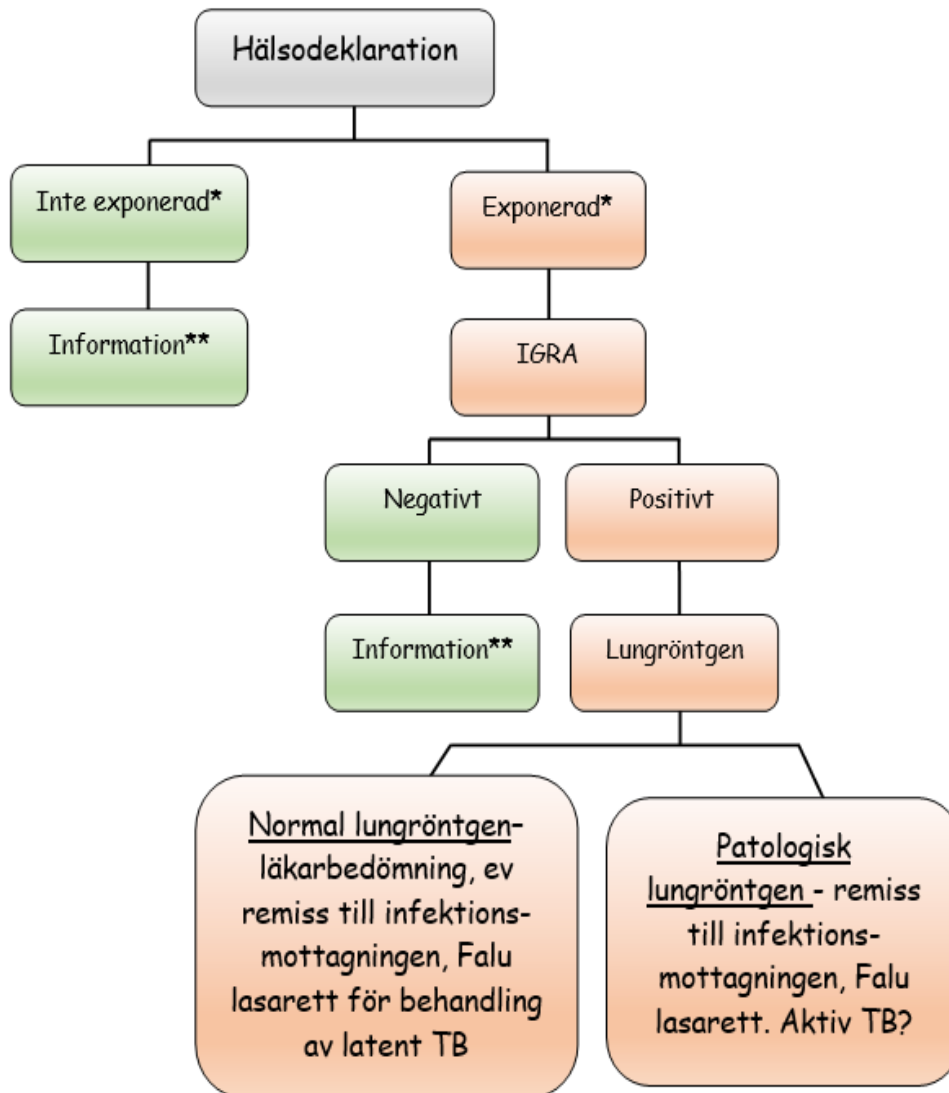 Hälsodeklaration
Inte exponerad*
Exponerad*
Information**
IGRA
Negativt
Positivt
Information**
Lungröntgen
Normal lungröntgen–
läkarbedömning, ev
remiss till infektions-
mottagningen, Falu
lasarett för behandling
av latent TB
Patologisk
lungröntgen - remiss
till infektions-
mottagningen, Falu
lasarett. Aktiv TB?